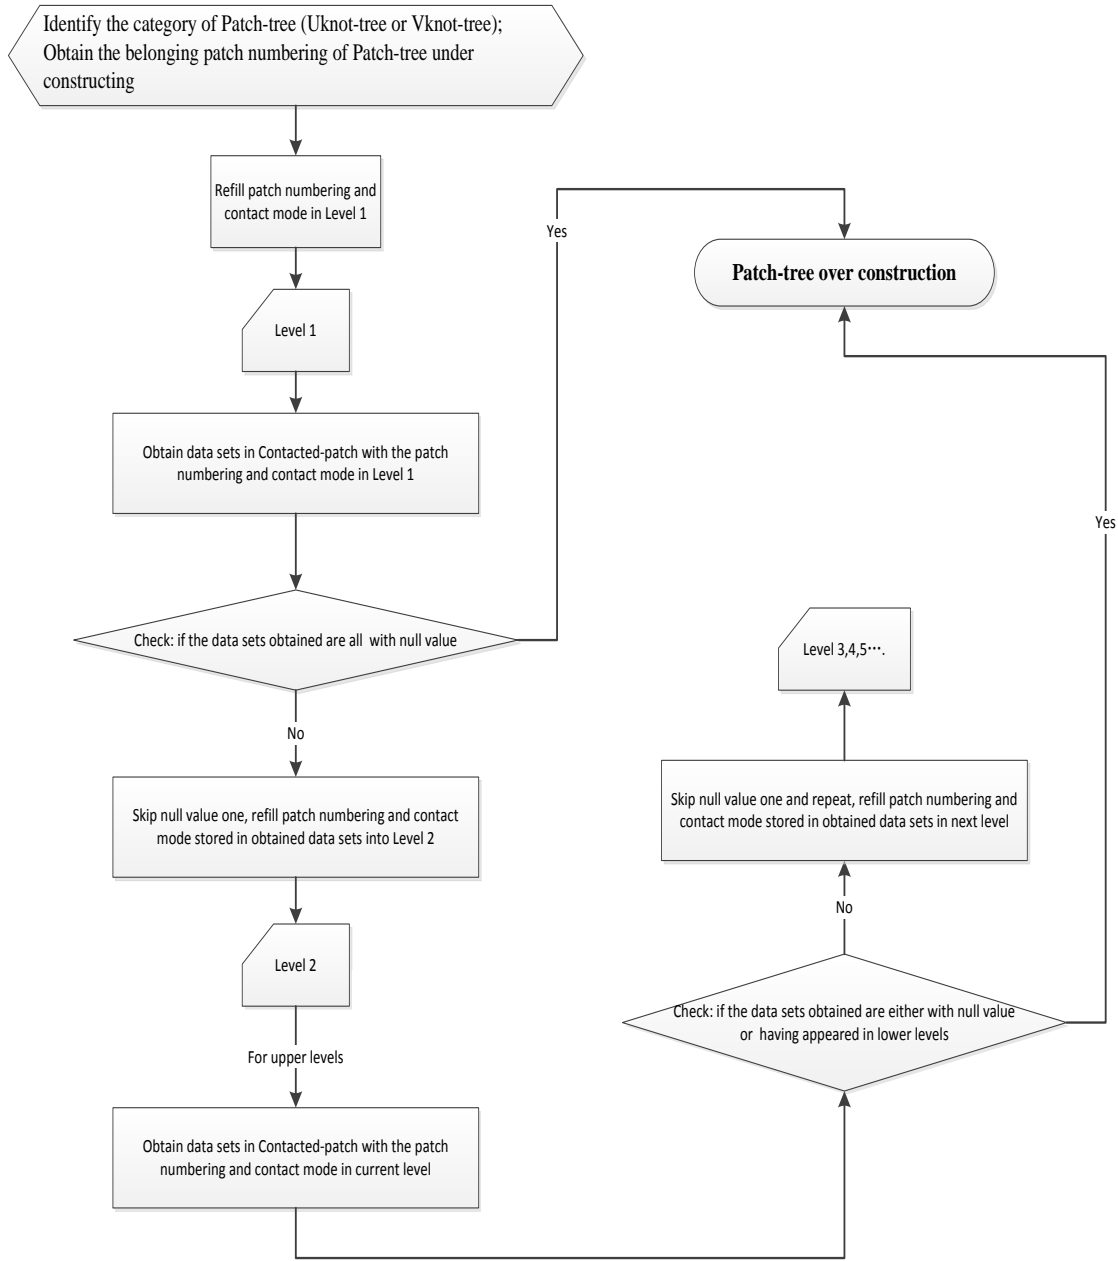 Identify the category of Patch-tree (Uknot-tree or Vknot-tree);
Obtain the belonging patch numbering of Patch-tree under
constructing
Refill patch numbering and
contact mode in Level 1
Level 1
Obtain data sets in Contacted-patch with the patch
numbering and contact mode in Level 1
Check: if the data sets obtained are all with null value
Yes
No
Skip null value one, refill patch numbering and contact
mode stored in obtained data sets into Level 2
Level 2
For upper levels
Obtain data sets in Contacted-patch with the patch
numbering and contact mode in current level
Check: if the data sets obtained are either with null value
or having appeared in lower levels
No
Skip null value one and repeat, refill patch numbering and
contact mode stored in obtained data sets in next level
Level 3,4,5···.
Yes
Patch-tree over construction